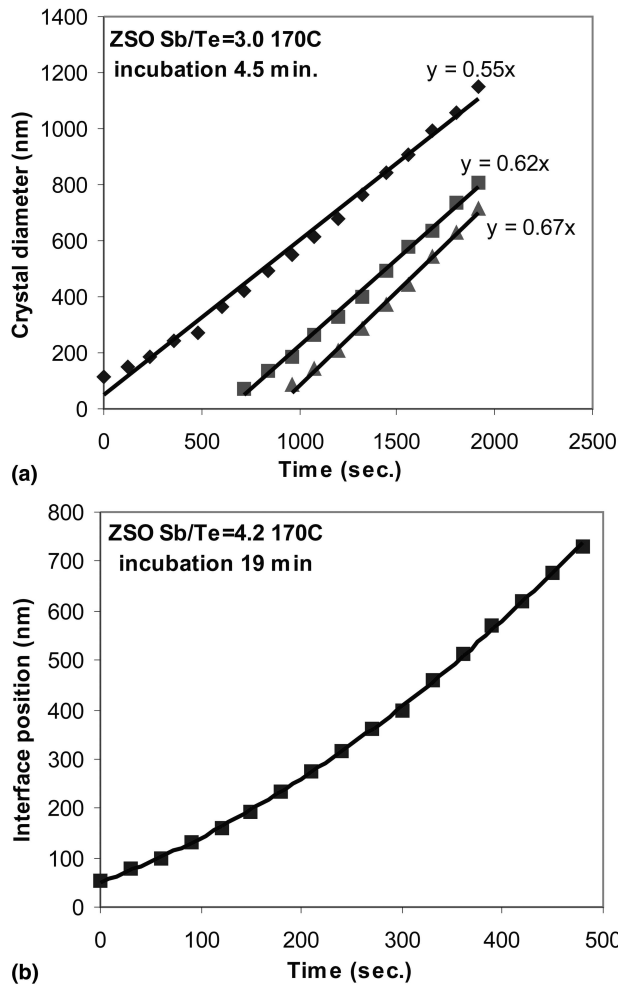 1400
ZSO Sb/Te=3.0 170C
incubation 4.5 min.
y = 0.55x
1200
1000
y = 0.62x
800
y = 0.67x
600
400
200
0
Crystal diameter (nm)
0 500 1000 1500 2000 2500
(a)
Time (sec.)
800
ZSO Sb/Te=4.2 170C
incubation 19 min
700
600
500
400
300
200
100
0
Interface position (nm)
0 100 200 300 400 500
(b)
Time (sec.)